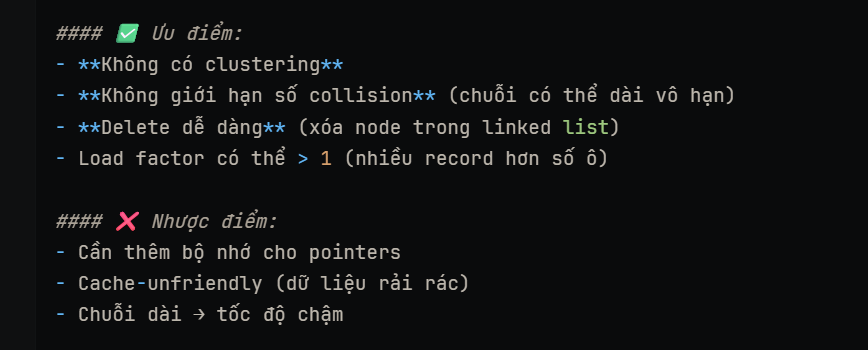 #### ✅ Ưu điểm:
- **Không có clustering**
- **Không giới hạn số collision** (chuỗi có thể dài vô hạn)
- **Delete dễ dàng** (xóa node trong linked list)
- Load factor có thể > 1 (nhiều record hơn số ô)
#### ❌ Nhược điểm:
- Cần thêm bộ nhớ cho pointers
- Cache-unfriendly (dữ liệu rải rác)
- Chuỗi dài → tốc độ chậm